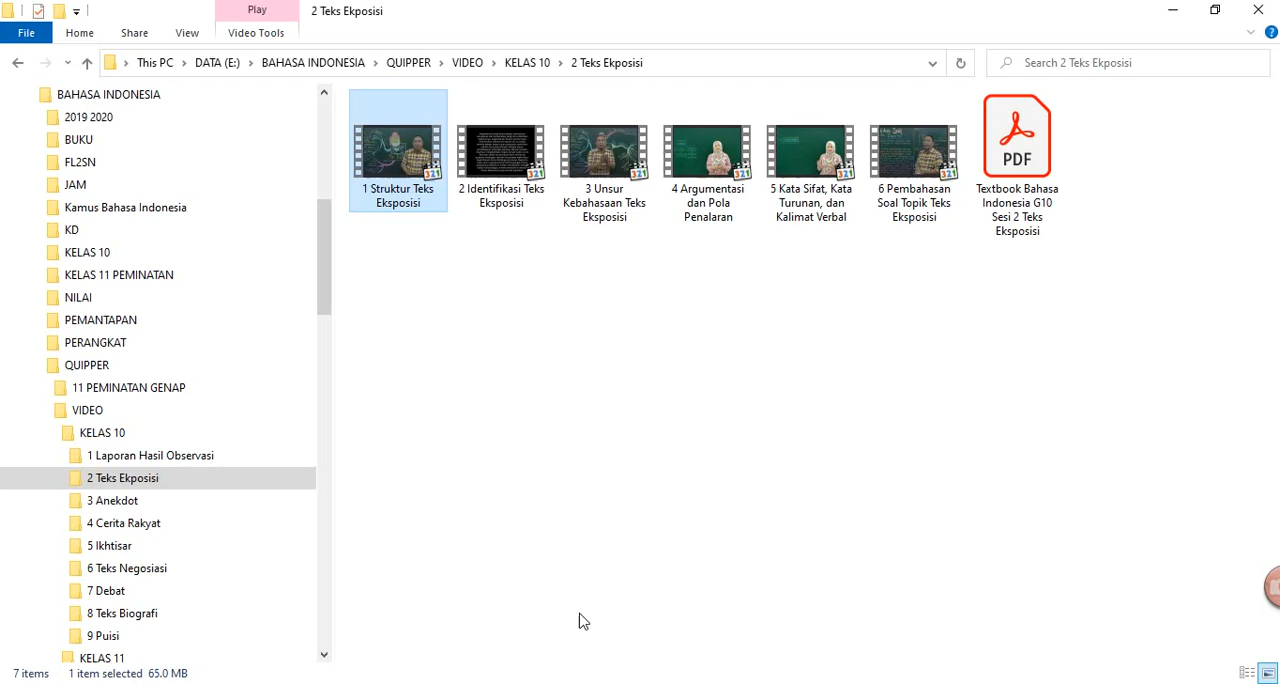 Play
2 Teks Ekposisi
File
Home
Share
View
Video Tools
This PC
DATA (E:)
BAHASA INDONESIA
QUIPPER
VIDEO
KELAS 10
2 Teks Ekposisi
Search 2 Teks Ekposisi
BAHASA INDONESIA
2019 2020
BUKU
FL2SN
JAM
Kamus Bahasa Indonesia
KD
KELAS 10
KELAS 11 PEMINATAN
NILAI
PEMANTAPAN
PERANGKAT
QUIPPER
11 PEMINATAN GENAP
VIDEO
KELAS 10
1 Laporan Hasil Observasi
2 Teks Ekposisi
3 Anekdot
4 Cerita Rakyat
5 Ikhtisar
6 Teks Negosiasi
7 Debat
8 Teks Biografi
9 Puisi
KELAS 11
1 Struktur Teks
Eksposisi
2 Identifikasi Teks
Eksposisi
3 Unsur
Kebahasaan Teks
Eksposisi
4 Argumentasi
dan Pola
Penalaran
5 Kata Sifat, Kata
Turunan, dan
Kalimat Verbal
6 Pembahasan
Soal Topik Teks
Eksposisi
PDF
Textbook Bahasa
Indonesia G10
Sesi 2 Teks
Eksposisi
7 items
1 item selected 65.0 MB